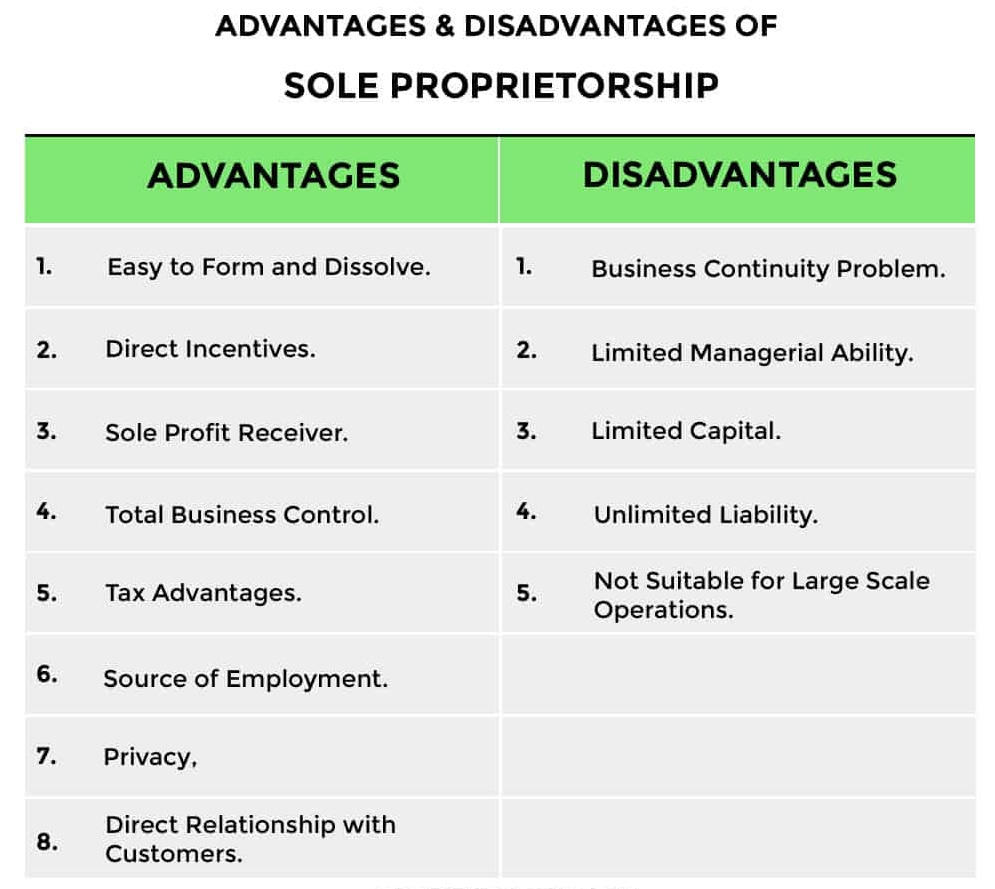 ADVANTAGES & DISADVANTAGES OF
SOLE PROPRIETORSHIP
ADVANTAGES
DISADVANTAGES
1. Easy to Form and Dissolve.
1. Business Continuity Problem.
2. Direct Incentives.
2. Limited Managerial Ability.
3. Sole Profit Receiver.
3. Limited Capital.
4. Total Business Control.
4. Unlimited Liability.
5. Tax Advantages.
5. Not Suitable for Large Scale
Operations.
6. Source of Employment.
7. Privacy,
8. Direct Relationship with
Customers.